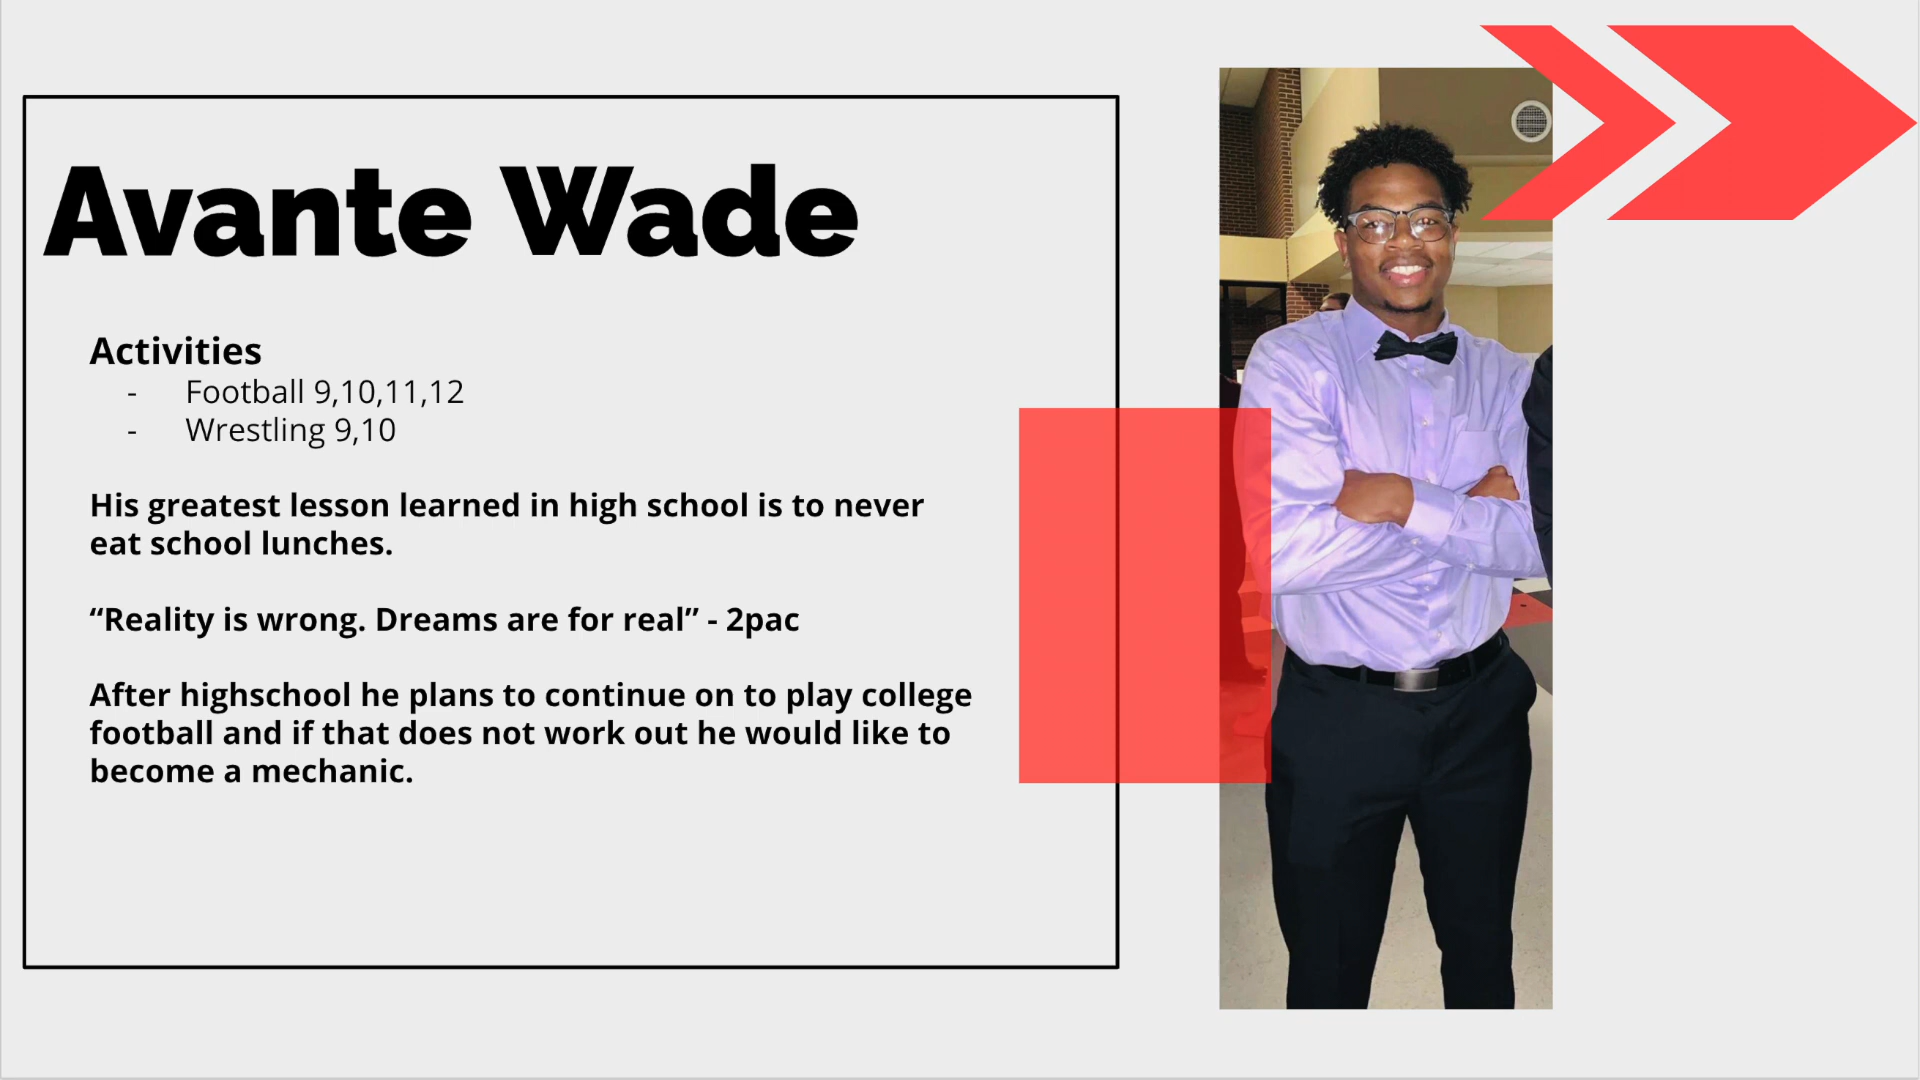 Avante Wade
Activities
- Football 9,10,11,12
- Wrestling 9,10
His greatest lesson learned in high school is to never
eat school lunches.
“Reality is wrong. Dreams are for real” - 2pac
After highschool he plans to continue on to play college
football and if that does not work out he would like to
become a mechanic.